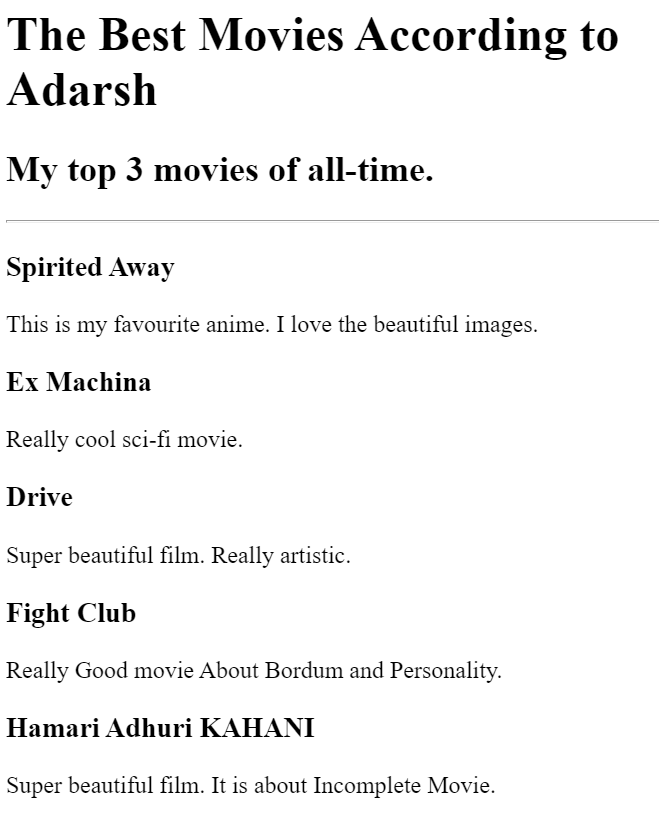 The Best Movies According to
Adarsh
My top 3 movies of all-time.
Spirited Away
This is my favourite anime. I love the beautiful images.
Ex Machina
Really cool sci-fi movie.
Drive
Super beautiful film. Really artistic.
Fight Club
Really Good movie About Bordum and Personality.
Hamari Adhuri KAHANI
Super beautiful film. It is about Incomplete Movie.